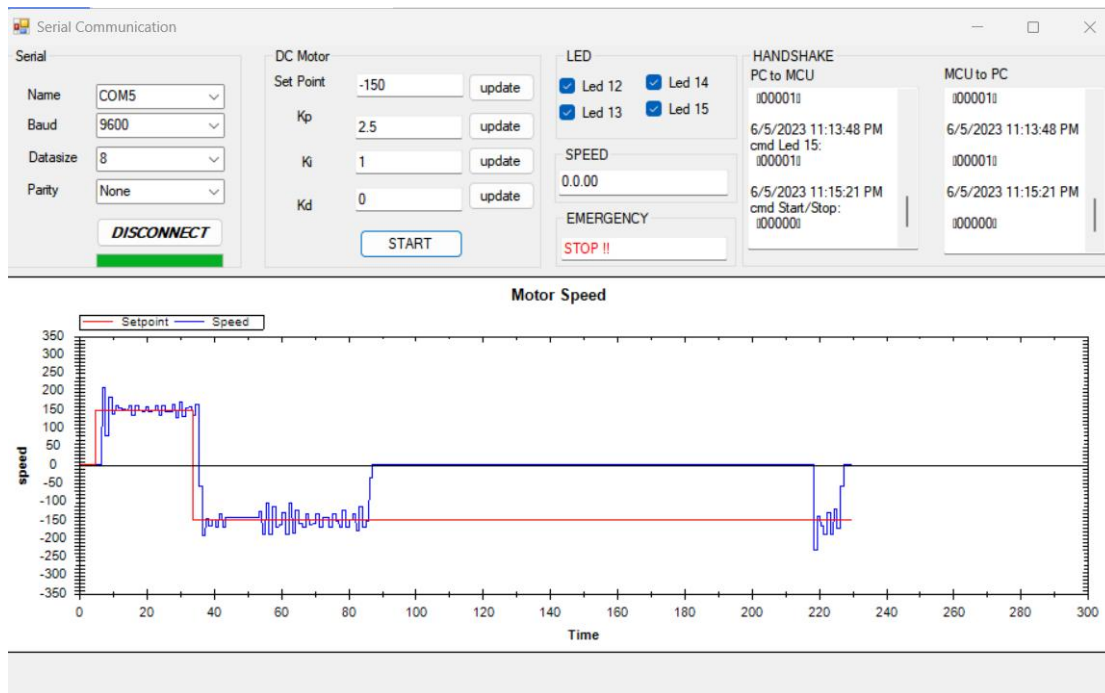 Serial Communication
Serial
Name COM5
Baud 9600
Datasize 8
Parity None
DISCONNECT
DC Motor
Set Point -150 update
Kp 2.5 update
Ki 1 update
Kd 0 update
START
LED
Led 12 Led 14
Led 13 Led 15
SPEED
0.0.00
EMERGENCY
STOP !!
HANDSHAKE
PC to MCU
00001
6/5/2023 11:13:48 PM
cmd Led 15:
00001
6/5/2023 11:15:21 PM
cmd Start/Stop:
00000
MCU to PC
00001
6/5/2023 11:13:48 PM
00001
6/5/2023 11:15:21 PM
00000
Motor Speed
Setpoint Speed
350
300
250
200
150
100
50
0
-50
-100
-150
-200
-250
-300
-350
speed
0 20 40 60 80 100 120 140 160 180 200 220 240 260 280 300
Time